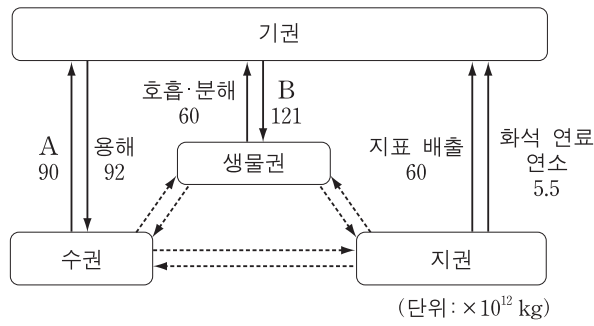 기권
호흡·분해
60
B
121
A
90
용해
92
지표 배출
60
화석 연료
연소
5.5
생물권
수권
지권
(단위: ×10¹² kg)